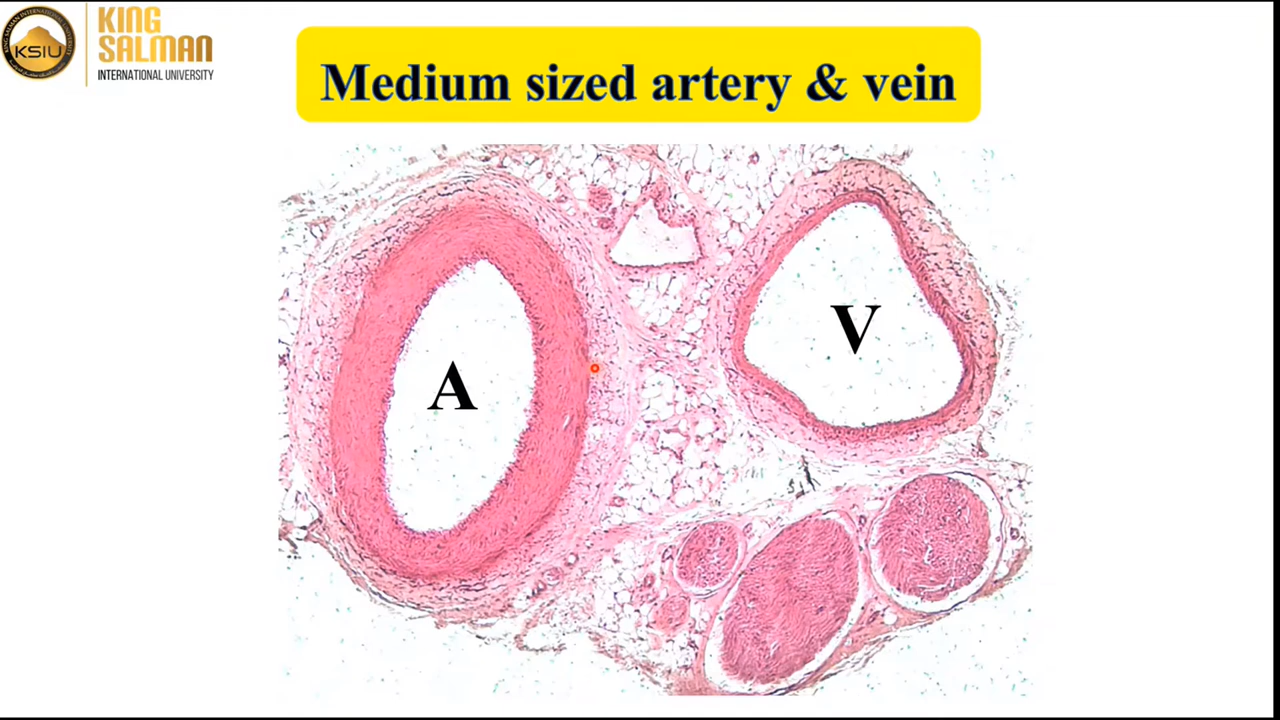 KSIU
KING
SALMAN
INTERNATIONAL UNIVERSITY
Medium sized artery & vein
A
V